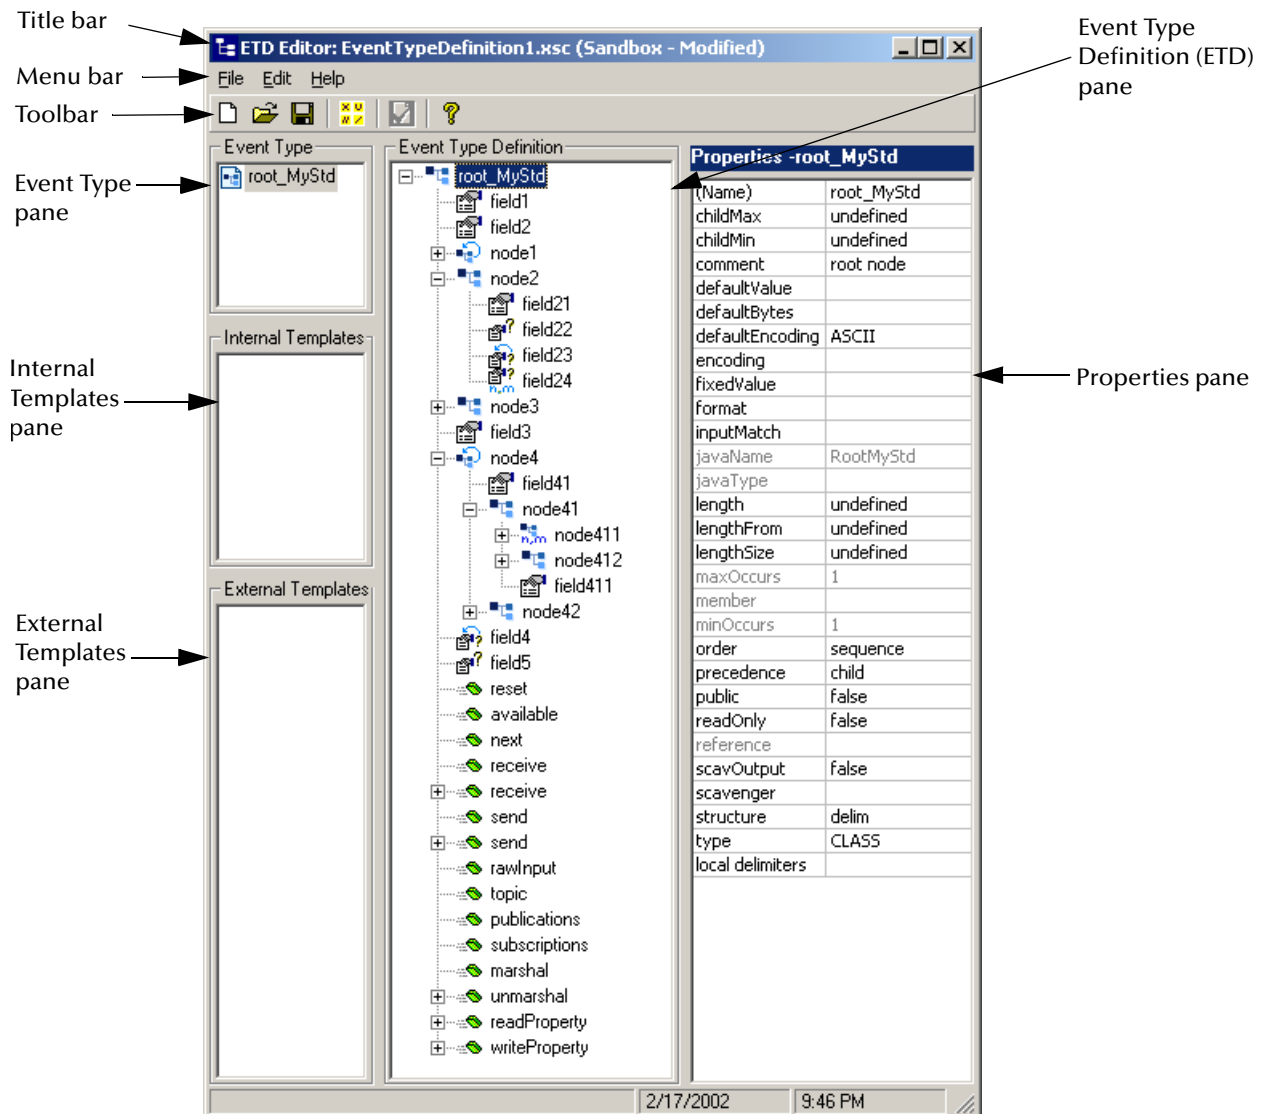 Title bar
Menu bar
Toolbar
Event Type
pane
Internal
Templates
pane
External
Templates
pane
ETD Editor: EventTypeDefinition1.xsc (Sandbox - Modified)
File Edit Help
Event Type
root_MyStd
Internal Templates
External Templates
Event Type Definition
root_MyStd
field1
field2
node1
node2
field21
field22
field23
field24
n,m
node3
field3
node4
field41
node41
node411
n,m
node412
field411
node42
field4
field5
reset
available
next
receive
receive
send
send
rawInput
topic
publications
subscriptions
marshal
unmarshal
readProperty
writeProperty
Properties -root_MyStd
(Name) root_MyStd
childMax undefined
childMin undefined
comment root node
defaultValue
defaultBytes
defaultEncoding ASCII
encoding
fixedValue
format
inputMatch
javaName RootMyStd
javaType
length undefined
lengthFrom undefined
lengthSize undefined
maxOccurs 1
member
minOccurs 1
order sequence
precedence child
public false
readOnly false
reference
scavOutput false
scavenger
structure delim
type CLASS
local delimiters
2/17/2002 9:46 PM
Event Type
Definition (ETD)
pane
Properties pane